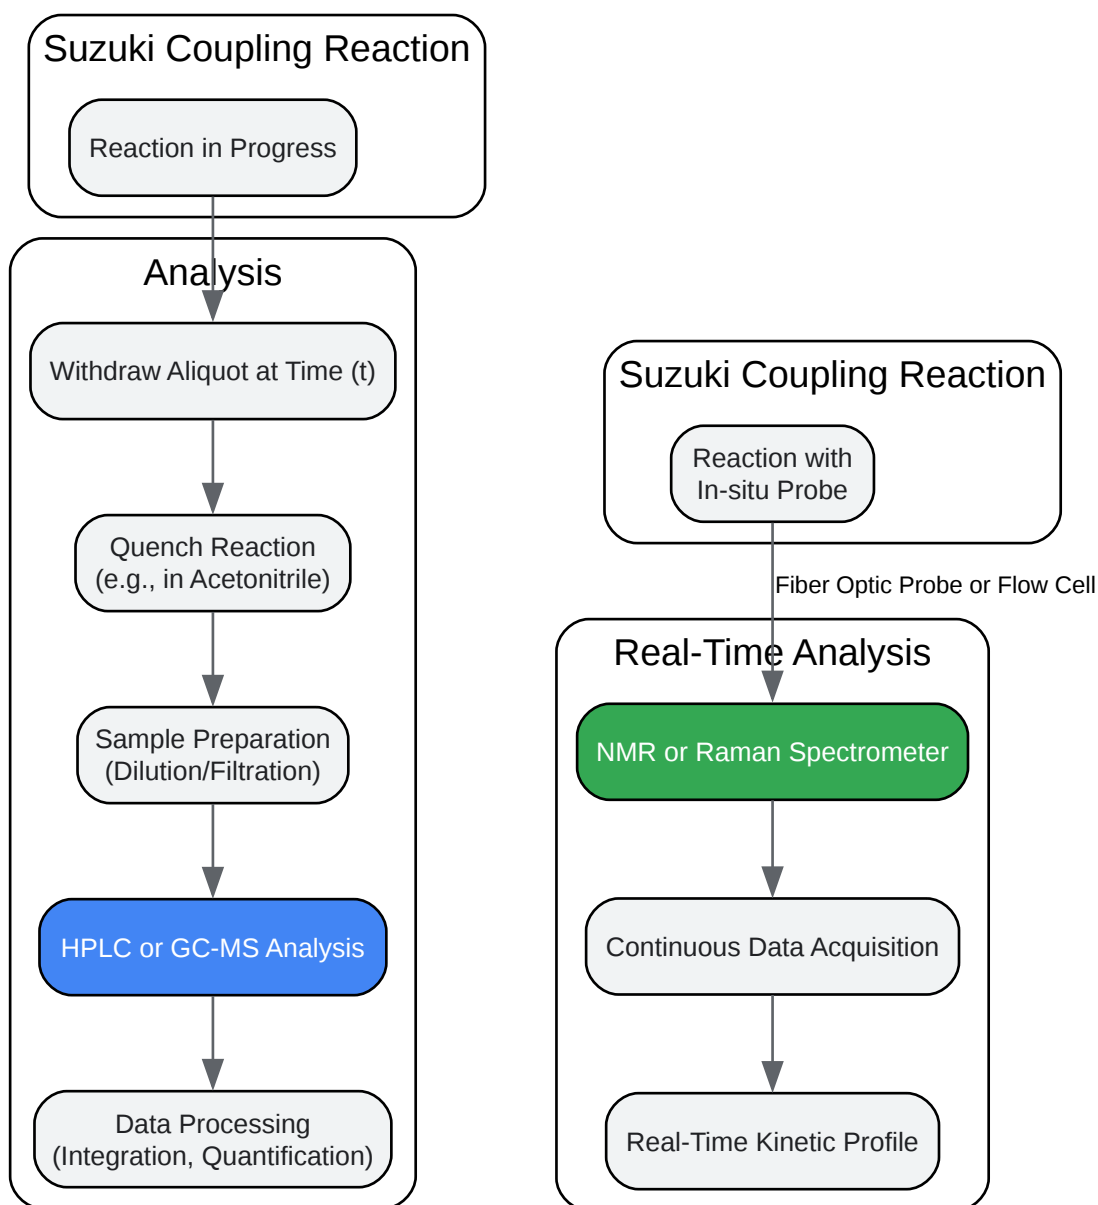 Suzuki Coupling Reaction
Reaction in Progress
Analysis
Withdraw Aliquot at Time (t)
Quench Reaction
(e.g., in Acetonitrile)
Sample Preparation
(Dilution/Filtration)
HPLC or GC-MS Analysis
Data Processing
(Integration, Quantification)
Suzuki Coupling Reaction
Reaction with
In-situ Probe
Fiber Optic Probe or Flow Cell
Real-Time Analysis
NMR or Raman Spectrometer
Continuous Data Acquisition
Real-Time Kinetic Profile